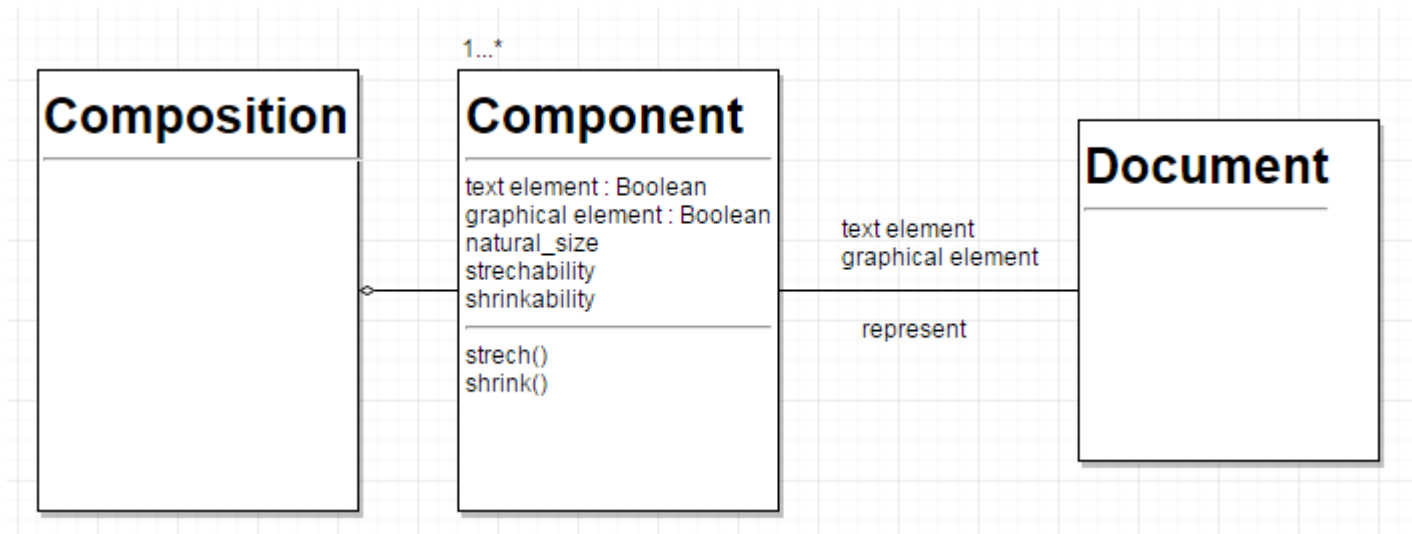 1...*
Composition
Component
text element : Boolean
graphical element : Boolean
natural_size
strechability
shrinkability
strech()
shrink()
text element
graphical element
represent
Document